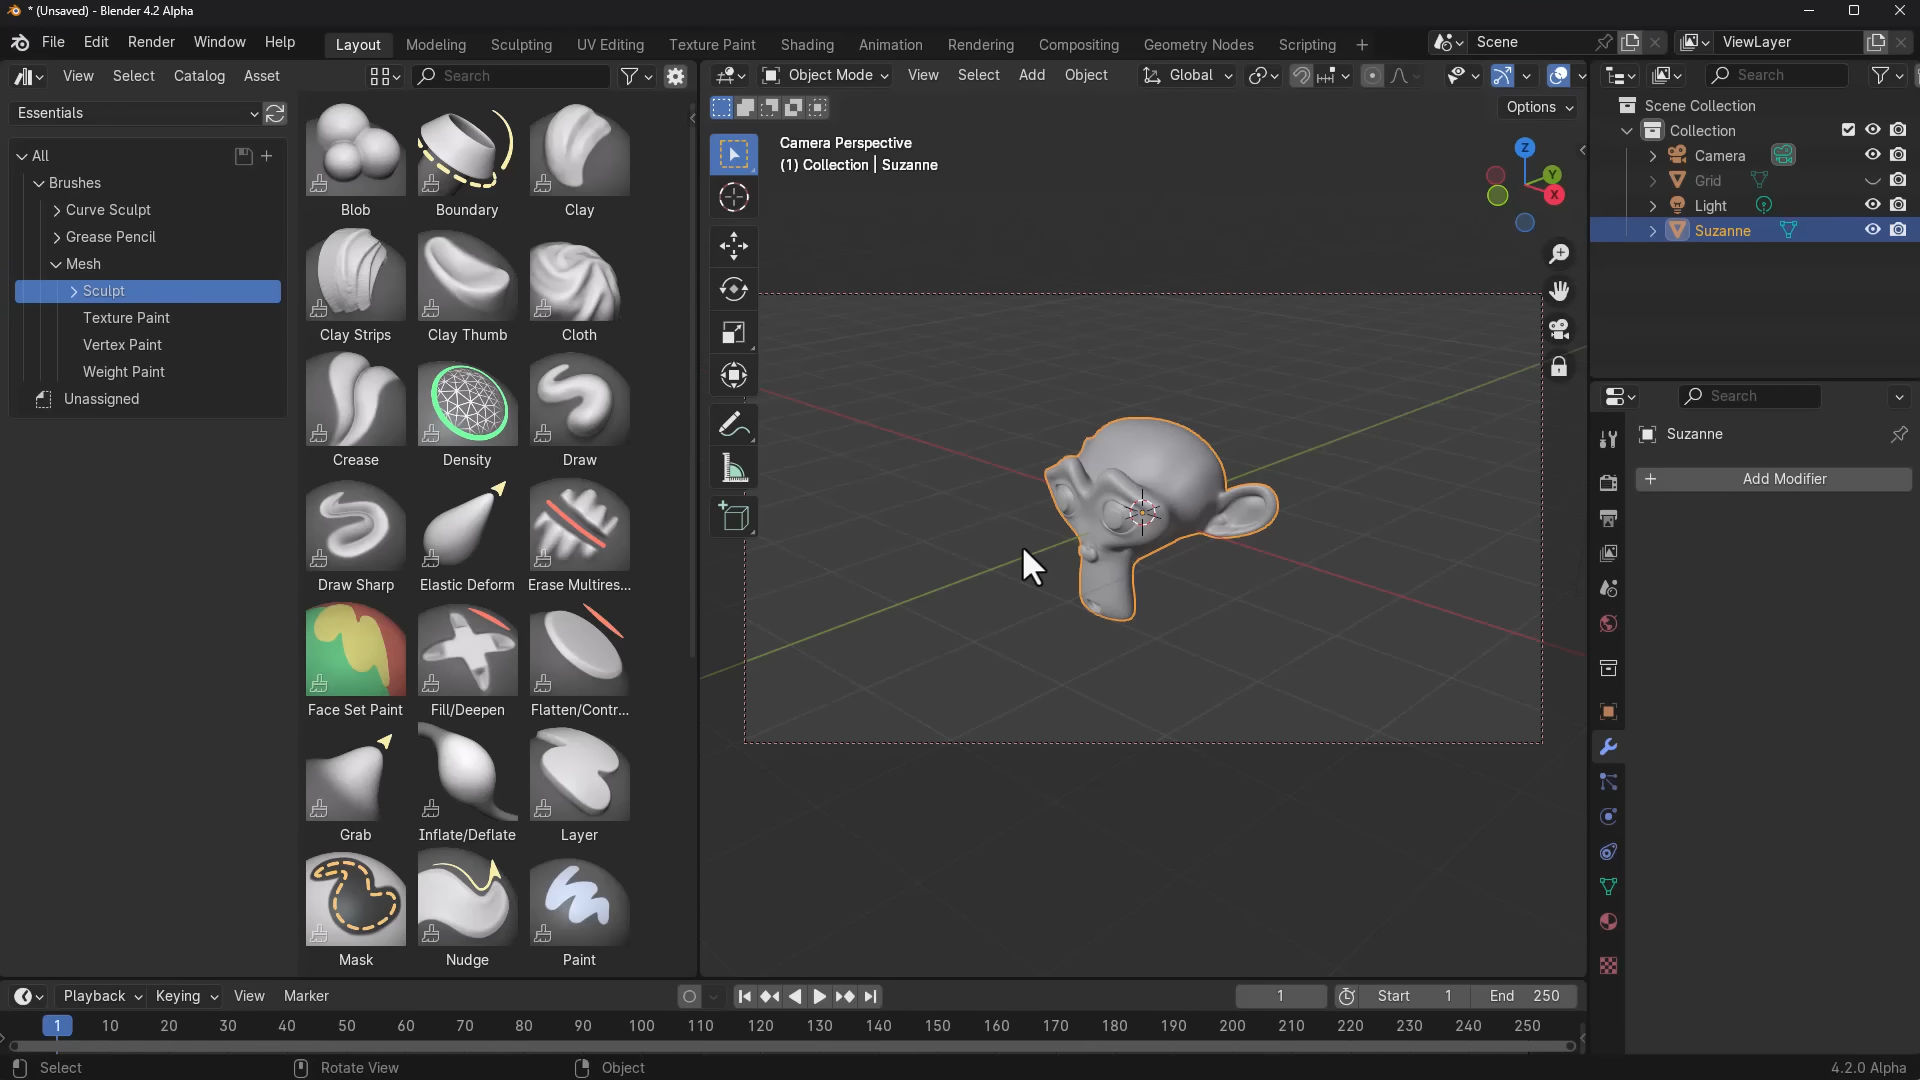 * (Unsaved) - Blender 4.2 Alpha
File Edit Render Window Help
Layout Modeling Sculpting UV Editing Texture Paint Shading Animation Rendering Compositing Geometry Nodes Scripting +
Scene
ViewLayer
View Select Catalog Asset
Search
Essentials
All
Brushes
Curve Sculpt
Grease Pencil
Mesh
Sculpt
Texture Paint
Vertex Paint
Weight Paint
Unassigned
Blob Boundary Clay
Clay Strips Clay Thumb Cloth
Crease Density Draw
Draw Sharp Elastic Deform Erase Multires...
Face Set Paint Fill/Deepen Flatten/Contr...
Grab Inflate/Deflate Layer
Mask Nudge Paint
Object Mode View Select Add Object Global
Options
Camera Perspective
(1) Collection | Suzanne
Z
Y
X
Search
Scene Collection
Collection
Camera
Grid
Light
Suzanne
Search
Suzanne
+ Add Modifier
Playback Keying View Marker
1 Start 1 End 250
1 10 20 30 40 50 60 70 80 90 100 110 120 130 140 150 160 170 180 190 200 210 220 230 240 250
Select Rotate View Object 4.2.0 Alpha